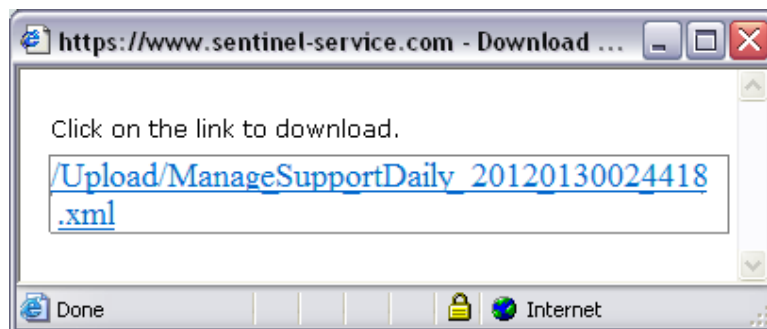 https://www.sentinel-service.com - Download ...
Click on the link to download.
/Upload/ManageSupportDaily_20120130024418
.xml
Done
Internet